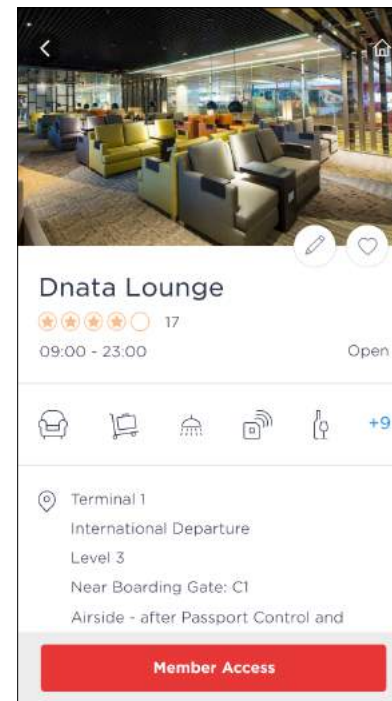 Dnata Lounge
17
09:00 - 23:00
Open
+9
Terminal 1
International Departure
Level 3
Near Boarding Gate: C1
Airside - after Passport Control and
Member Access